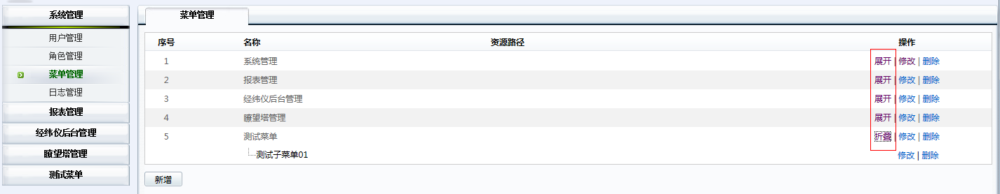 系统管理
用户管理
角色管理
菜单管理
日志管理
报表管理
经纬仪后台管理
瞭望塔管理
测试菜单
菜单管理
序号 名称 资源路径 操作
1 系统管理 展开 | 修改 | 删除
2 报表管理 展开 | 修改 | 删除
3 经纬仪后台管理 展开 | 修改 | 删除
4 瞭望塔管理 展开 | 修改 | 删除
5 测试菜单 折叠 | 修改 | 删除
测试子菜单01 修改 | 删除
新增